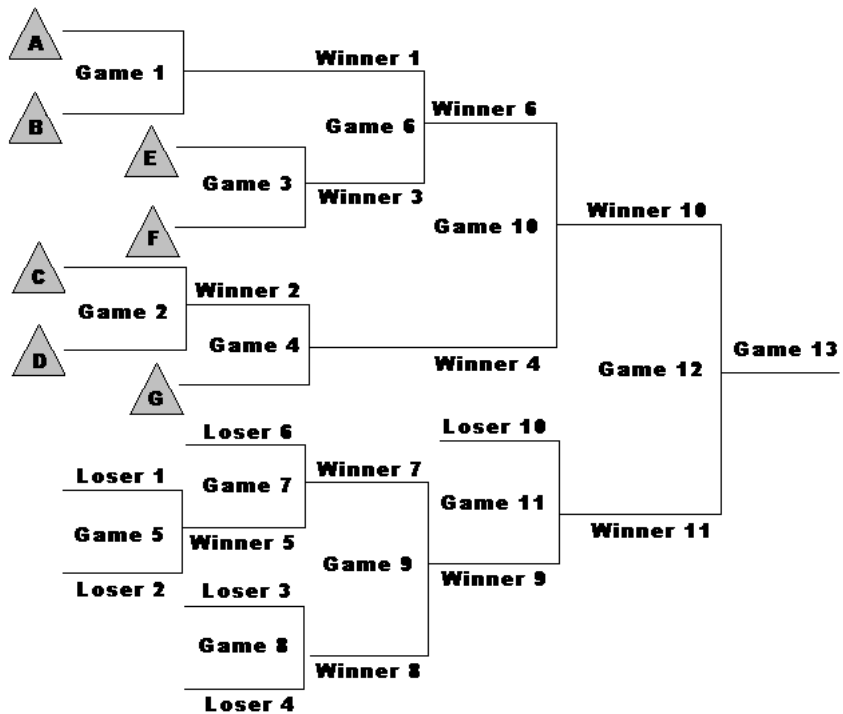 A
Game 1
B
Winner 1
Game 6
Winner 6
E
Game 3
F
Winner 3
Game 10
Winner 10
C
Game 2
D
Winner 2
Game 4
G
Winner 4
Game 12
Game 13
Loser 6
Game 7
Winner 7
Loser 10
Game 11
Winner 11
Loser 1
Game 5
Loser 2
Winner 5
Game 9
Winner 9
Loser 3
Game 8
Loser 4
Winner 8